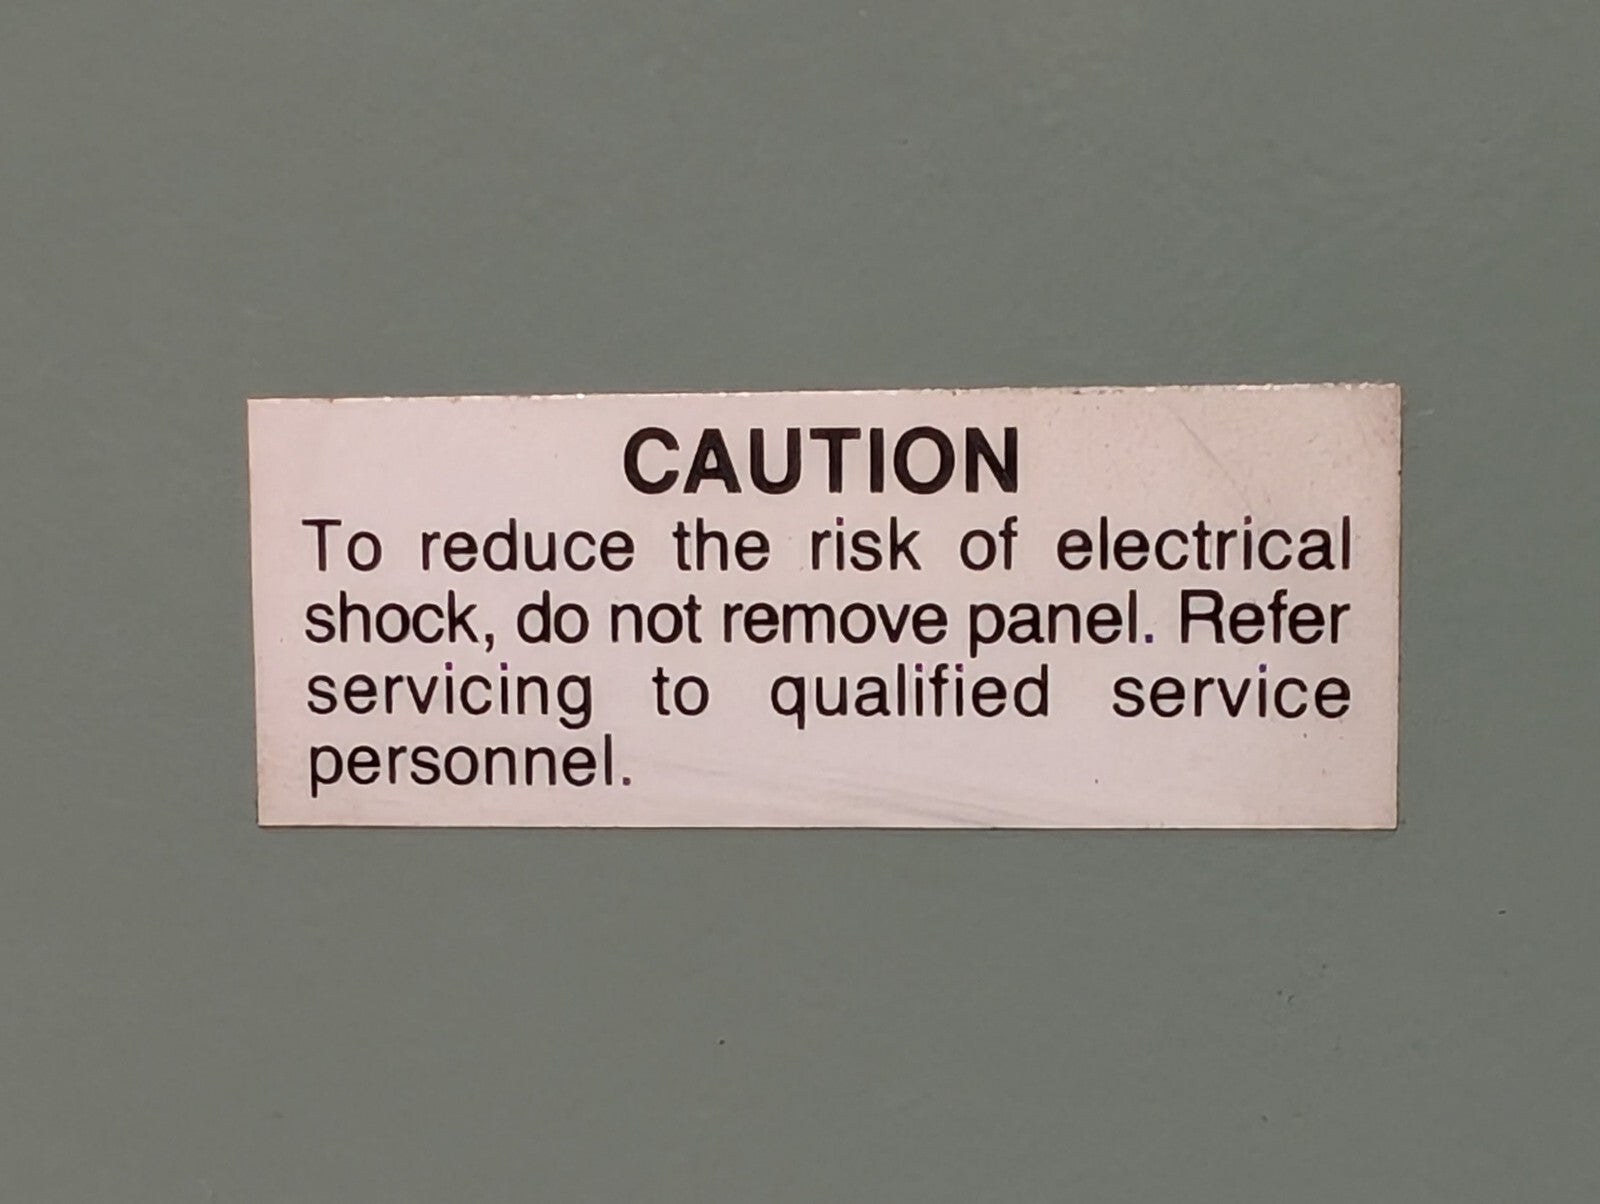 CAUTION
To reduce the risk of electrical
shock, do not remove panel. Refer
servicing to qualified service
personnel.